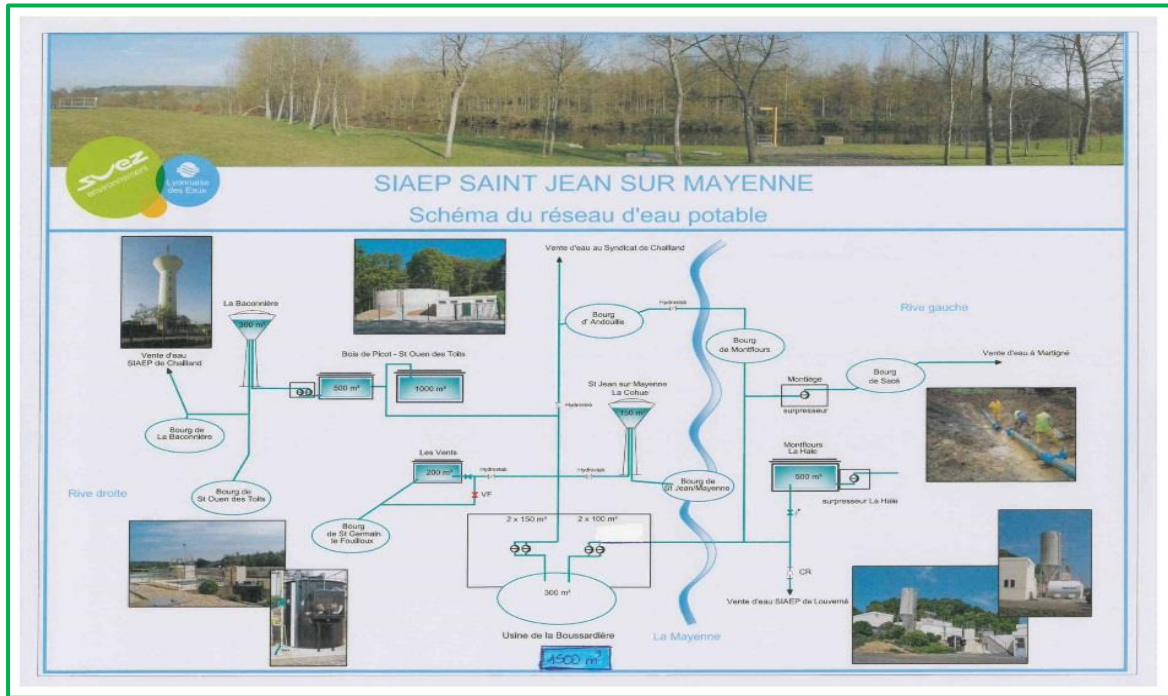 suez
environnement
Lyonnaise
des Eaux
SIAEP SAINT JEAN SUR MAYENNE
Schéma du réseau d'eau potable
Vente d'eau au Syndicat de Chailland
La Baconnière
300 m³
Vente d'eau
SIAEP de Chailland
Bourg de
La Baconnière
Bourg de
St Ouen des Toits
Bois de Picot - St Ouen des Toits
500 m³
1000 m³
Bourg
d' Andouille
Hydrostab
Bourg
de Montflours
Rive gauche
Vente d'eau à Martigné
Bourg
de Sacé
Montiège
surpresseur
Hydrostab
St Jean sur Mayenne
La Cohue
150 m³
Les Vents
200 m³
Hydrostab
Hydrostab
VF
Bourg
de St Germain
le Fouilloux
Rive droite
Bourg de
St Jean/Mayenne
Montflours
La Haie
500 m³
surpresseur La Haie
2 x 150 m³
2 x 100 m³
300 m³
Usine de la Boussardière
1500 m³
La Mayenne
CR
Vente d'eau SIAEP de Louverné